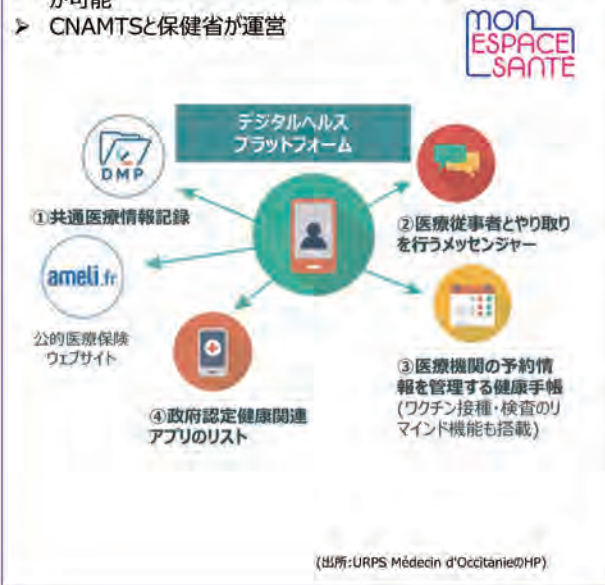 が可能
➤ CNAMTSと保健省が運営
mon
ESPACE
SANTÉ
デジタルヘルス
プラットフォーム
DMP
①共通医療情報記録
②医療従事者とやり取り
を行うメッセンジャー
ameli.fr
公的医療保険
ウェブサイト
③医療機関の予約情
報を管理する健康手帳
(ワクチン接種・検査のリ
マインド機能も搭載)
④政府認定健康関連
アプリのリスト
(出所:URPS Médecin d'OccitanieのHP)